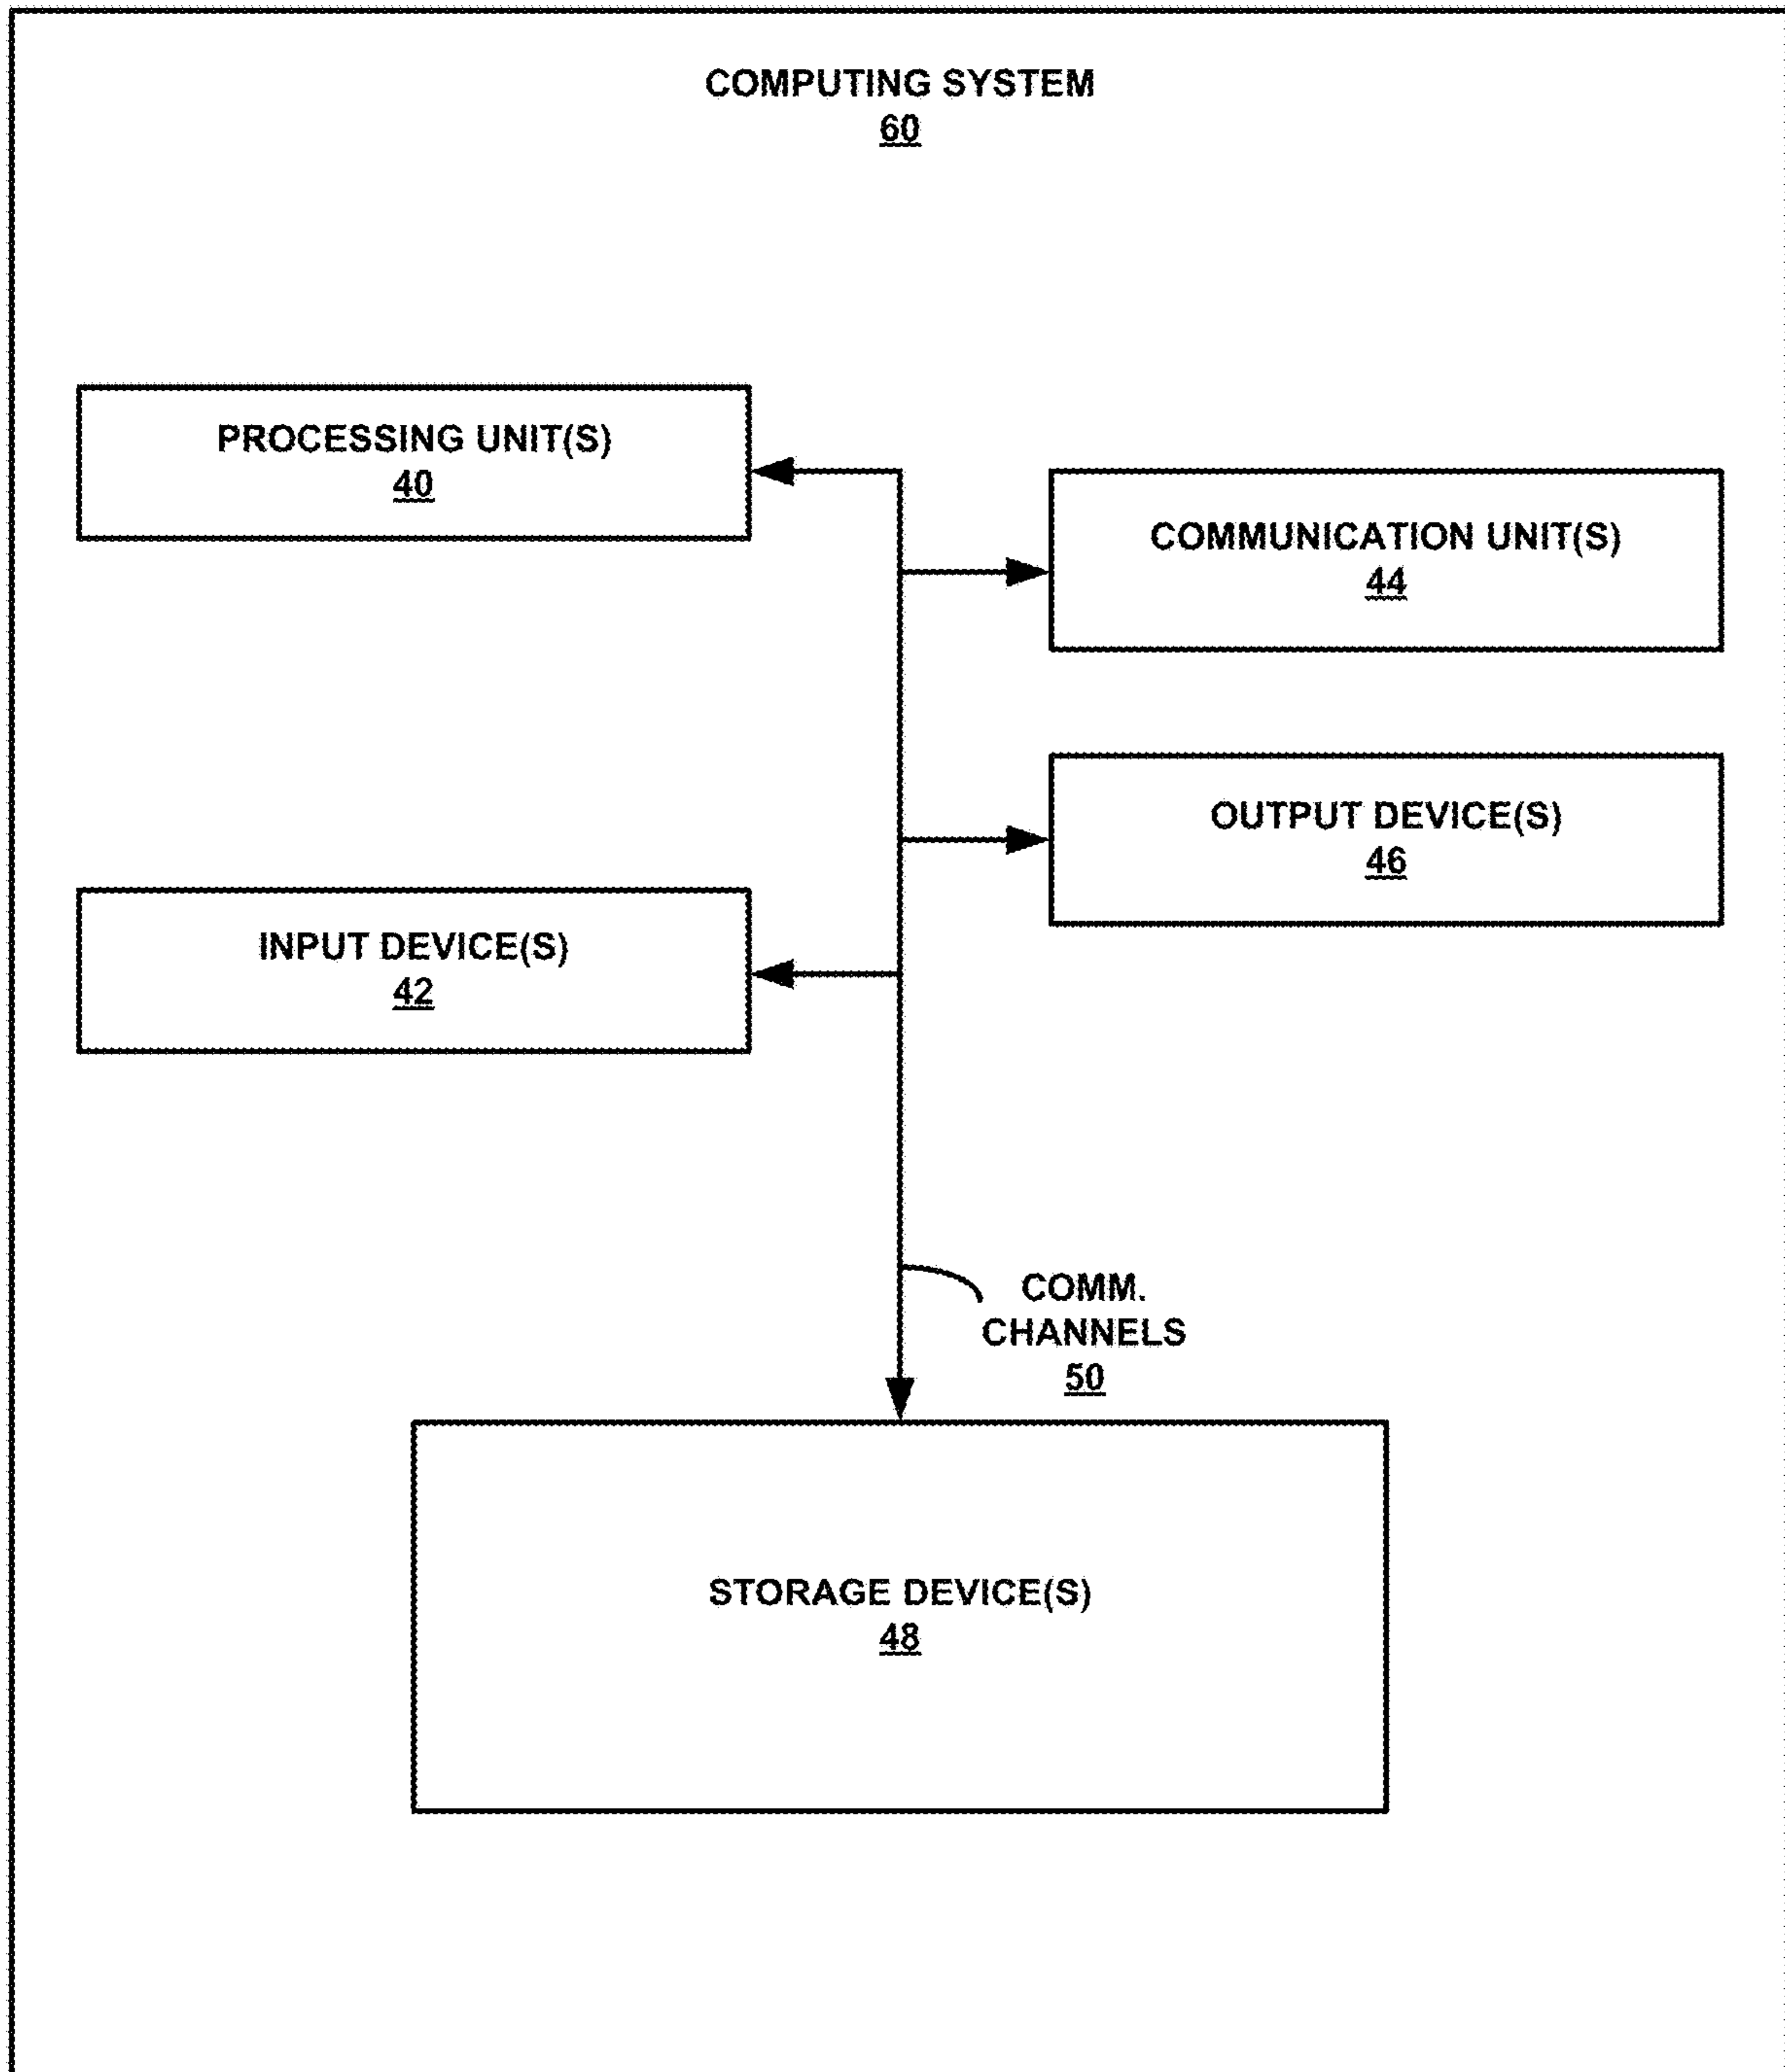 COMPUTING SYSTEM
60
PROCESSING UNIT(S)
40
COMMUNICATION UNIT(S)
44
OUTPUT DEVICE(S)
46
INPUT DEVICE(S)
42
COMM.
CHANNELS
50
STORAGE DEVICE(S)
48